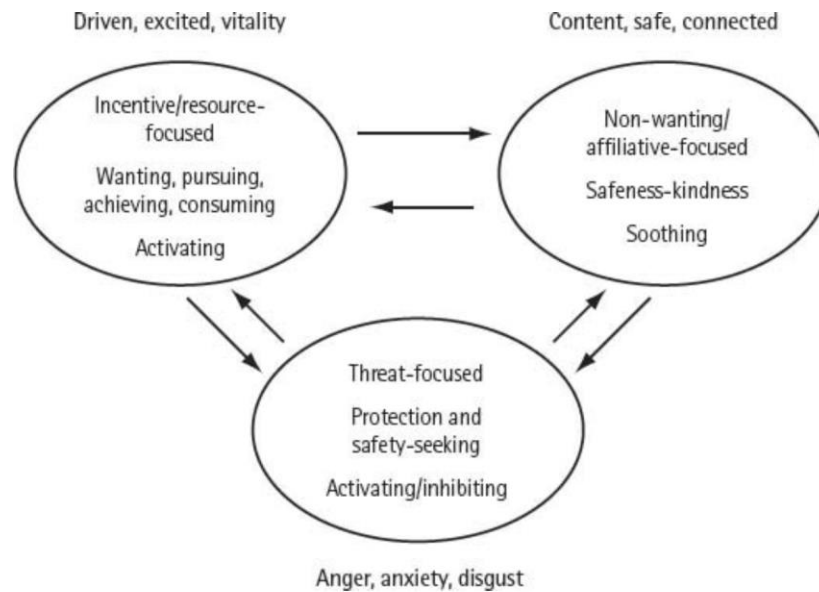 Driven, excited, vitality
Content, safe, connected
Incentive/resource-
focused
Wanting, pursuing,
achieving, consuming
Activating
Non-wanting/
affiliative-focused
Safeness-kindness
Soothing
Threat-focused
Protection and
safety-seeking
Activating/inhibiting
Anger, anxiety, disgust